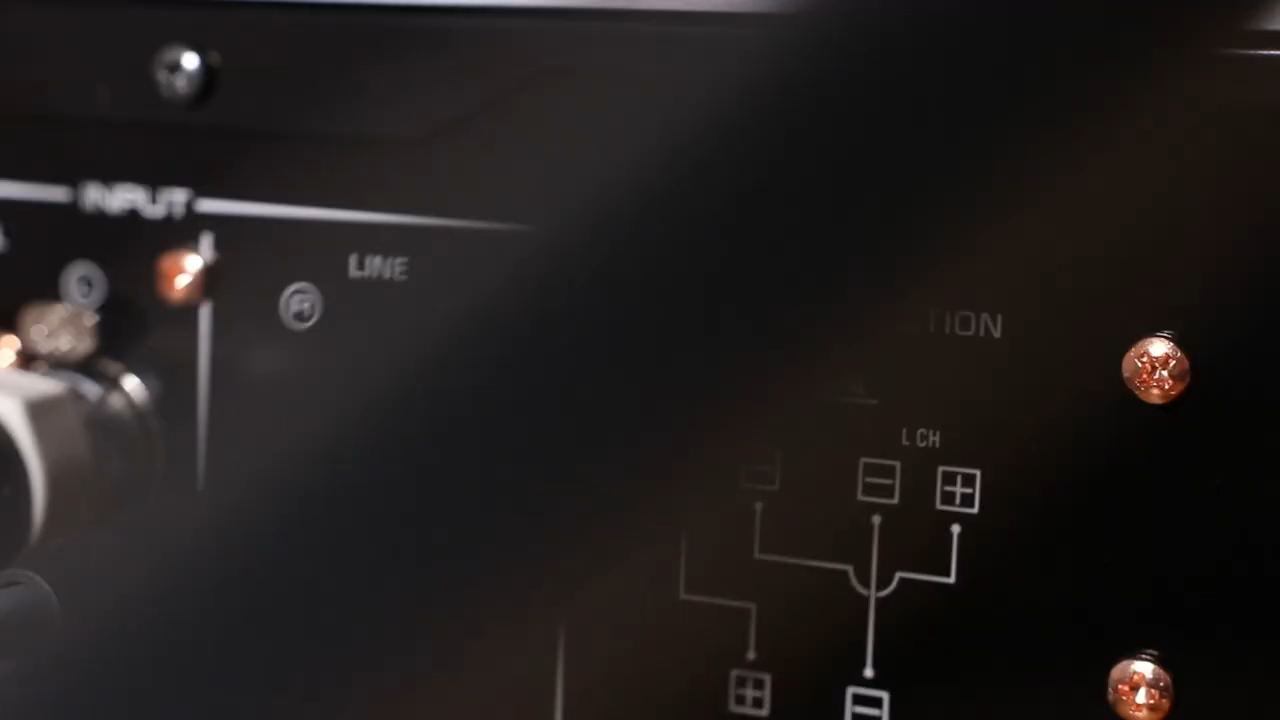 INPUT
LINE
TION
L CH
− − +
+ −